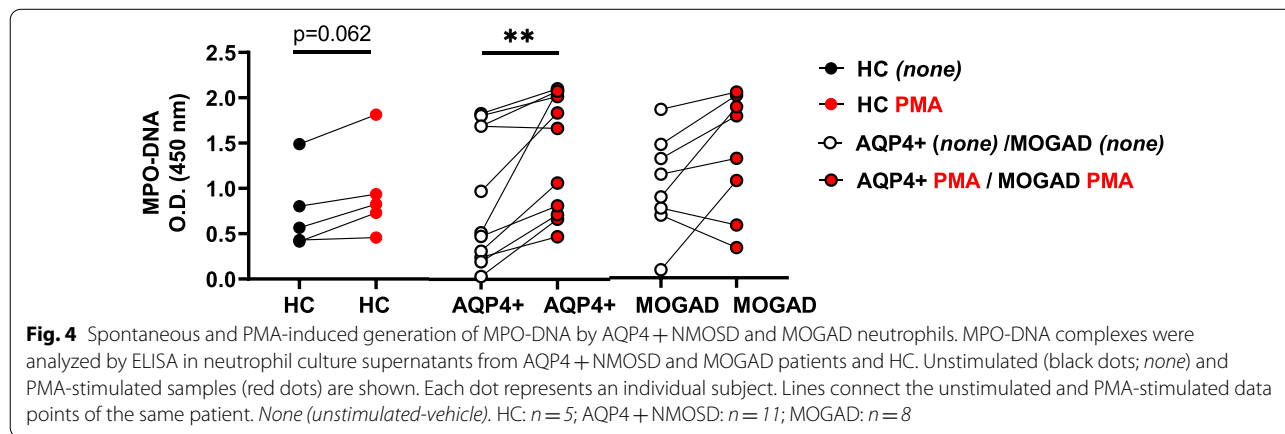 p=0.062
**
2.5
2.0
1.5
1.0
0.5
0.0
MPO-DNA
O.D. (450 nm)
HC HC AQP4+ AQP4+ MOGAD MOGAD
HC (none)
HC PMA
AQP4+ (none) /MOGAD (none)
AQP4+ PMA / MOGAD PMA
Fig. 4 Spontaneous and PMA-induced generation of MPO-DNA by AQP4+NMOSD and MOGAD neutrophils. MPO-DNA complexes were
analyzed by ELISA in neutrophil culture supernatants from AQP4+NMOSD and MOGAD patients and HC. Unstimulated (black dots; none) and
PMA-stimulated samples (red dots) are shown. Each dot represents an individual subject. Lines connect the unstimulated and PMA-stimulated data
points of the same patient. None (unstimulated-vehicle). HC: n=5; AQP4+NMOSD: n=11; MOGAD: n=8